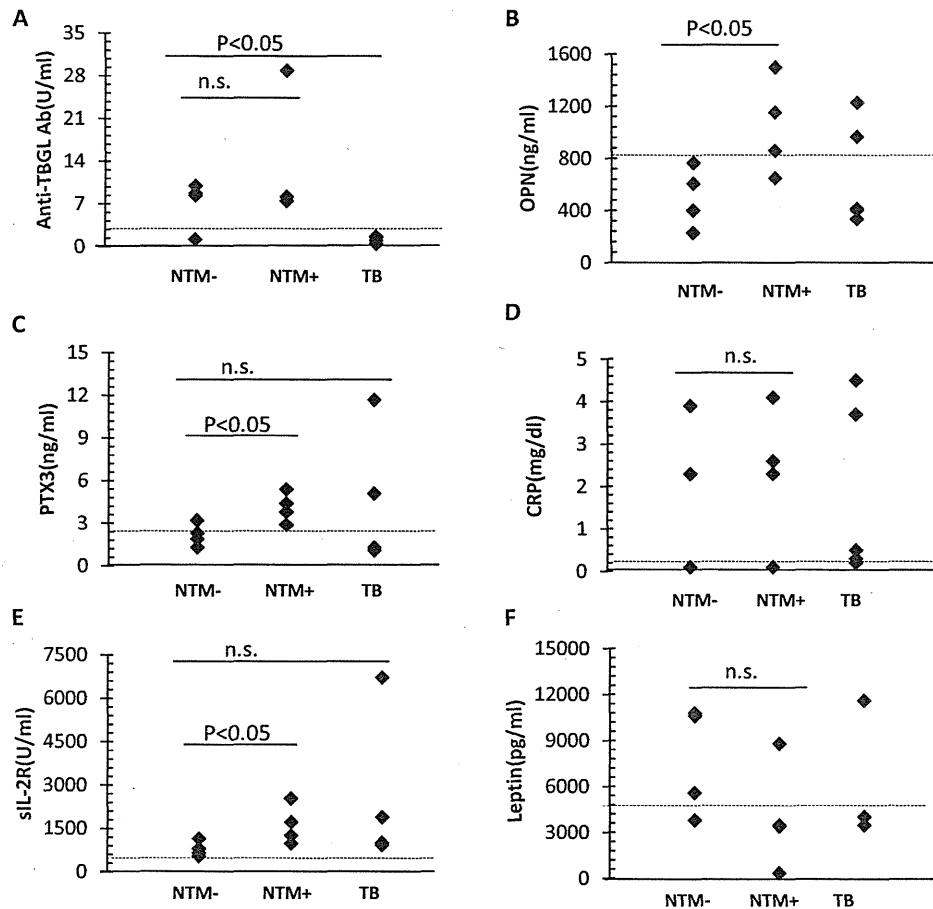 A
Anti-TBGL Ab(U/ml)
35
28
21
14
7
0
P<0.05
n.s.
NTM- NTM+ TB
B
OPN(ng/ml)
1600
1200
800
400
0
P<0.05
NTM- NTM+ TB
C
PTX3(ng/ml)
15
12
9
6
3
0
n.s.
P<0.05
NTM- NTM+ TB
D
CRP(mg/dl)
5
4
3
2
1
0
n.s.
NTM- NTM+ TB
E
sIL-2R(U/ml)
7500
6000
4500
3000
1500
0
n.s.
P<0.05
NTM- NTM+ TB
F
Leptin(pg/ml)
15000
12000
9000
6000
3000
0
n.s.
NTM- NTM+ TB